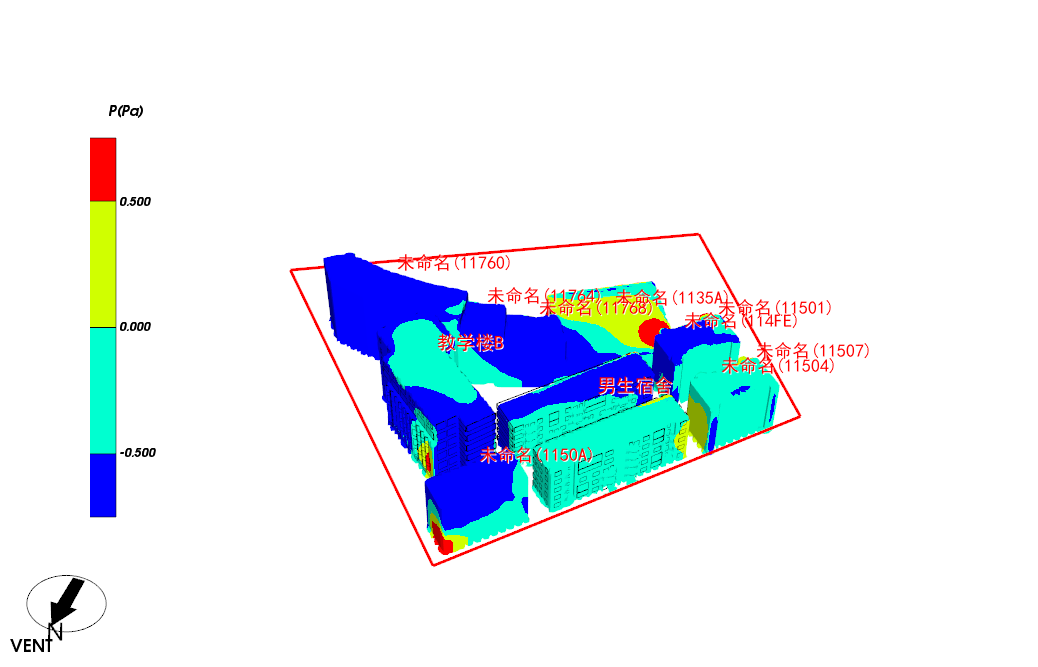 P(Pa)
0.500
0.000
-0.500
未命名(11760)
未命名(11764)
未命名(1135A)
未命名(11768)
未命名(11501)
未命名(114FE)
教学楼B
未命名(11507)
未命名(11504)
男生宿舍
未命名(1150A)
N
VENT